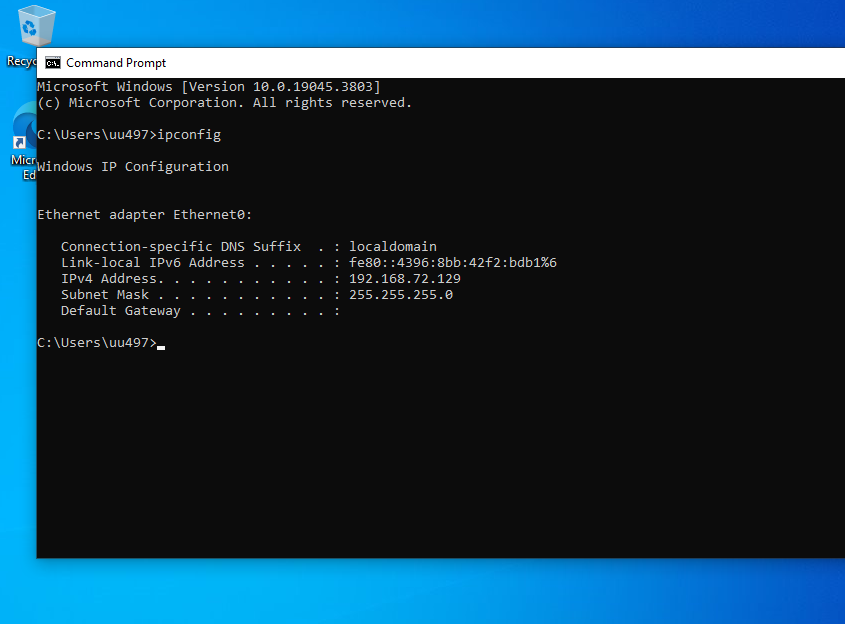 Recyc
Command Prompt
Microsoft Windows [Version 10.0.19045.3803]
(c) Microsoft Corporation. All rights reserved.
C:\Users\uu497>ipconfig
Micr
Ed
Windows IP Configuration
Ethernet adapter Ethernet0:
Connection-specific DNS Suffix  . : localdomain
Link-local IPv6 Address . . . . . : fe80::4396:8bb:42f2:bdb1%6
IPv4 Address. . . . . . . . . . . : 192.168.72.129
Subnet Mask . . . . . . . . . . . : 255.255.255.0
Default Gateway . . . . . . . . . :
C:\Users\uu497>